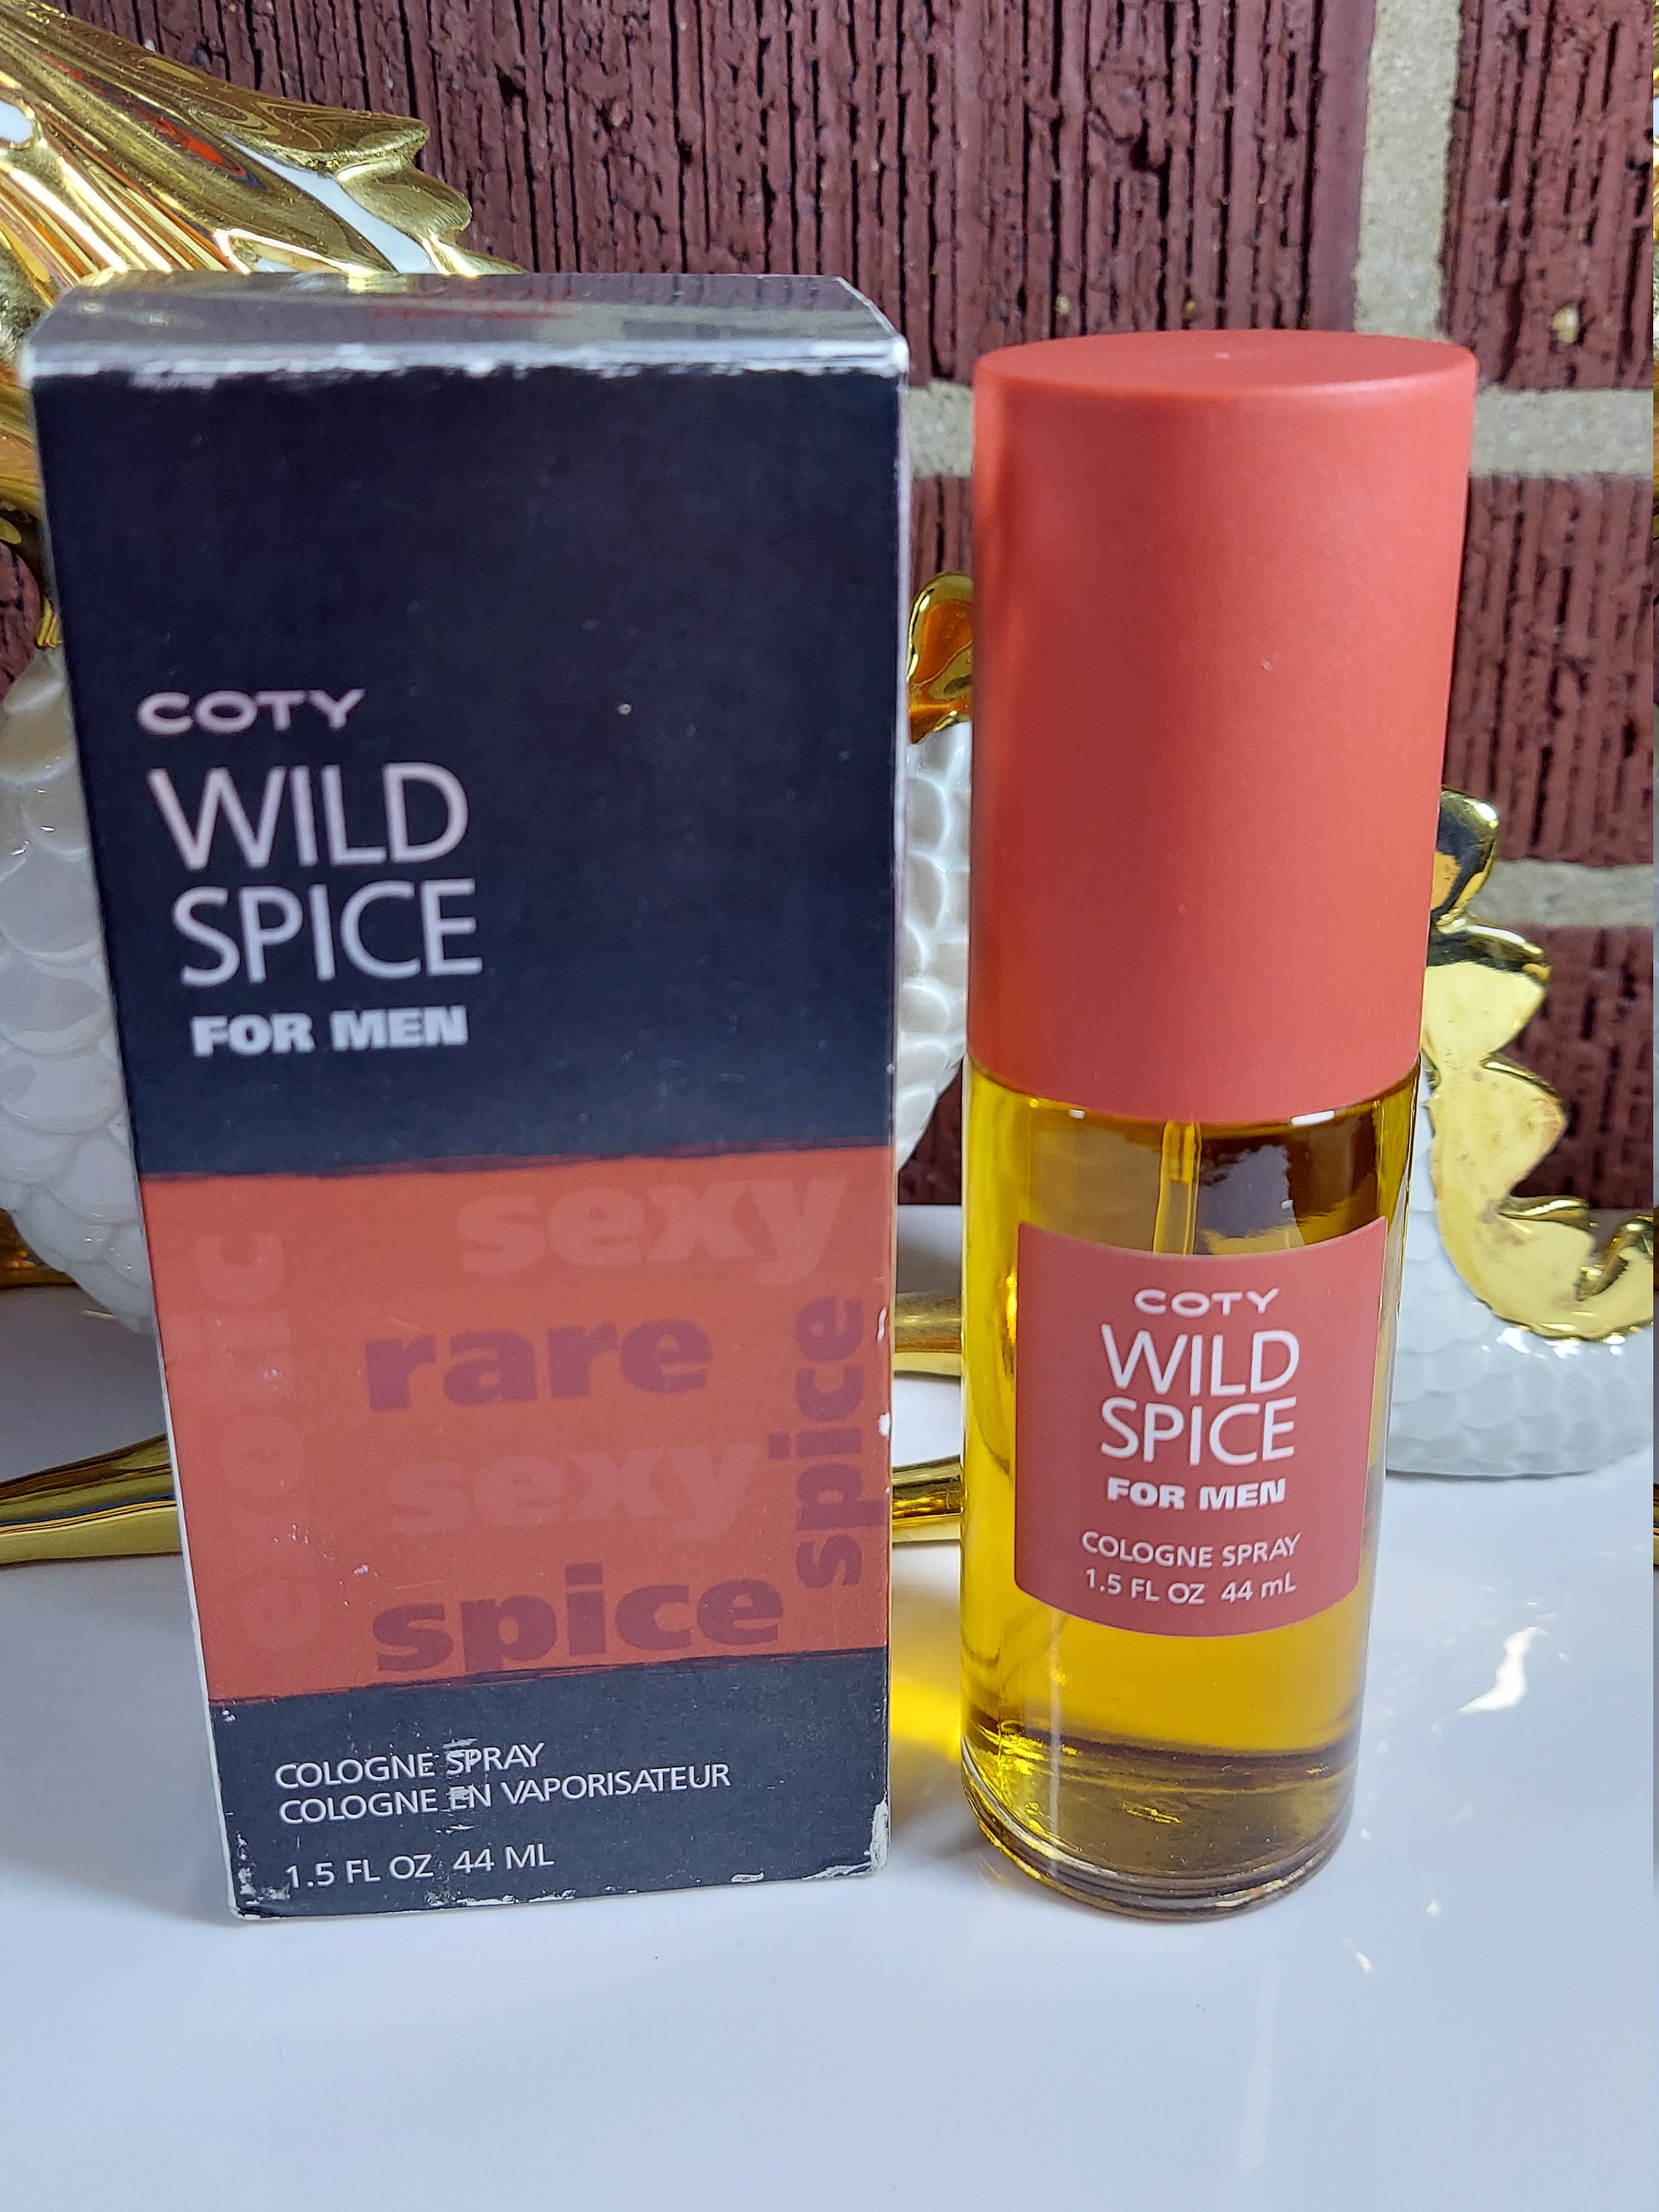 COTY
WILD
SPICE
FOR MEN
sexy
exotic
rare
spice
sexy
spice
COLOGNE SPRAY
COLOGNE EN VAPORISATEUR
1.5 FL OZ 44 ML
COTY
WILD
SPICE
FOR MEN
COLOGNE SPRAY
1.5 FL OZ 44 mL